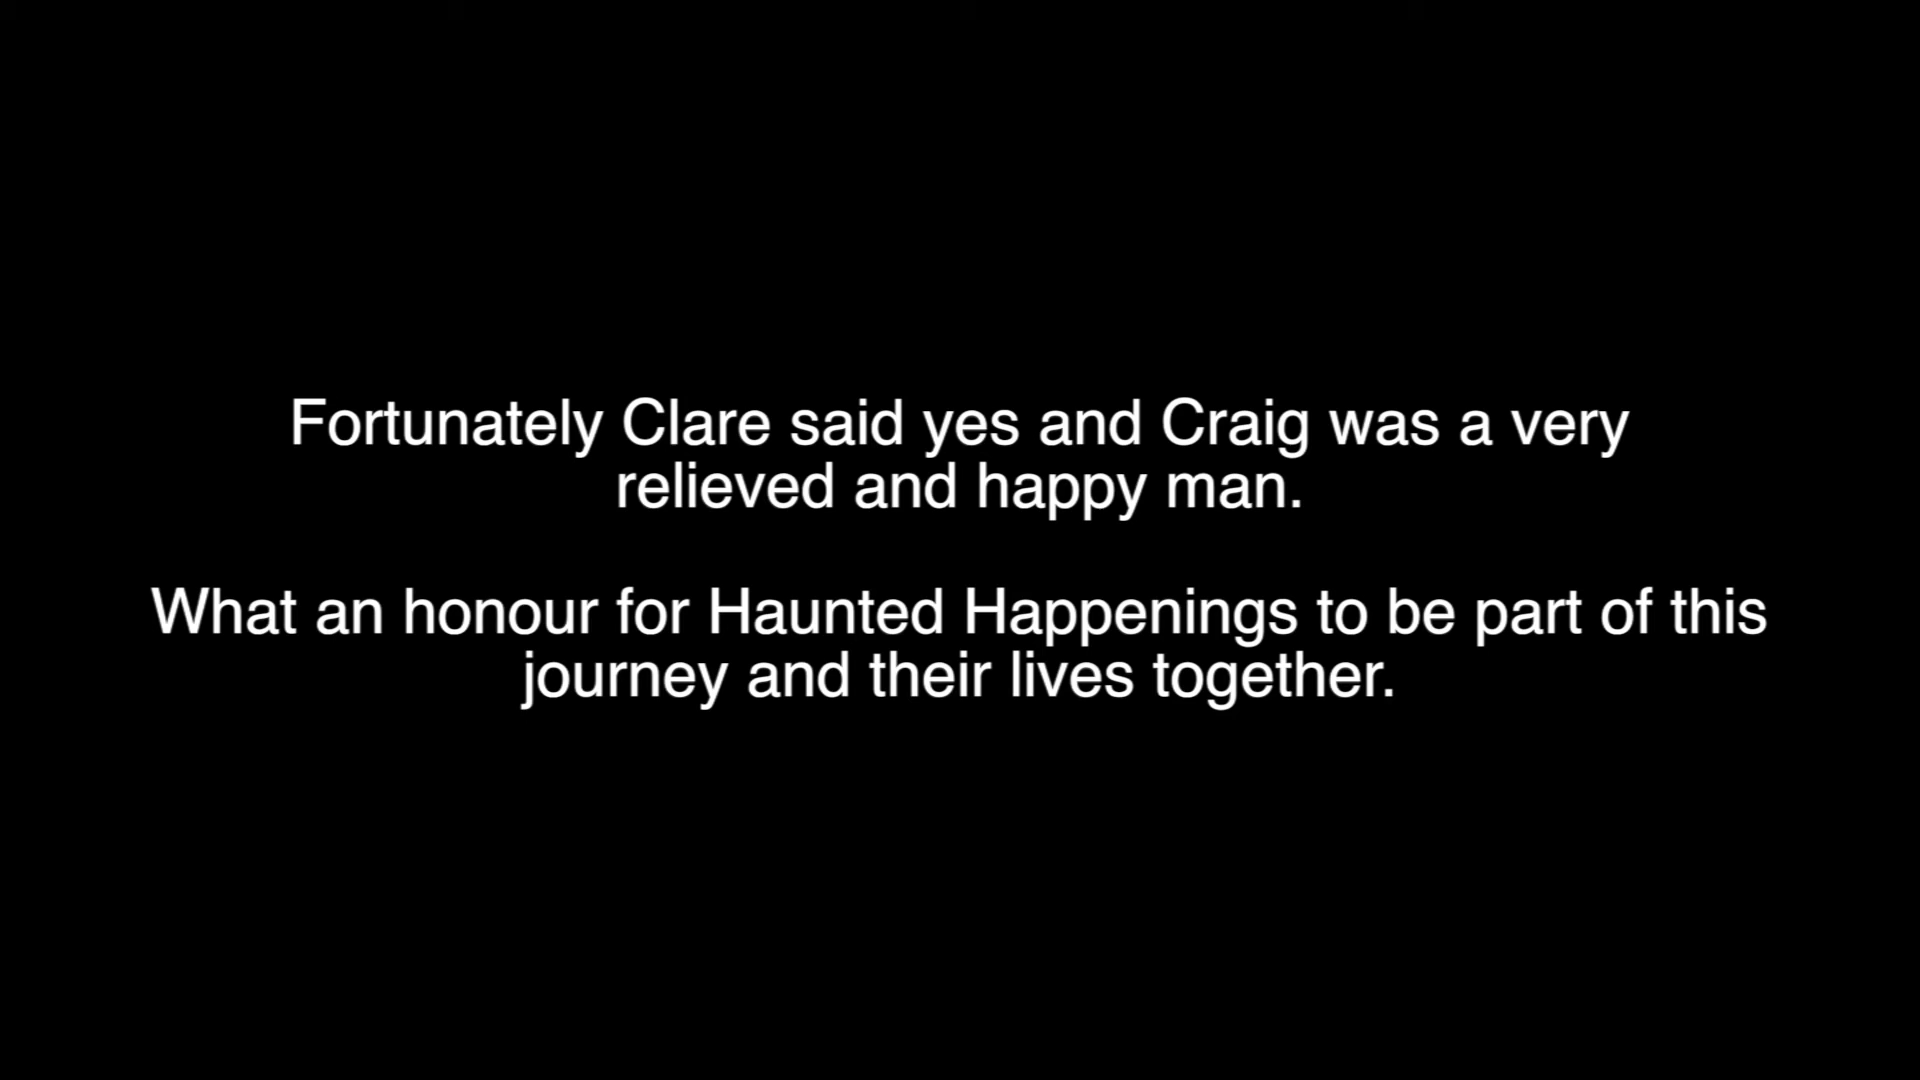 Fortunately Clare said yes and Craig was a very
relieved and happy man.
What an honour for Haunted Happenings to be part of this
journey and their lives together.